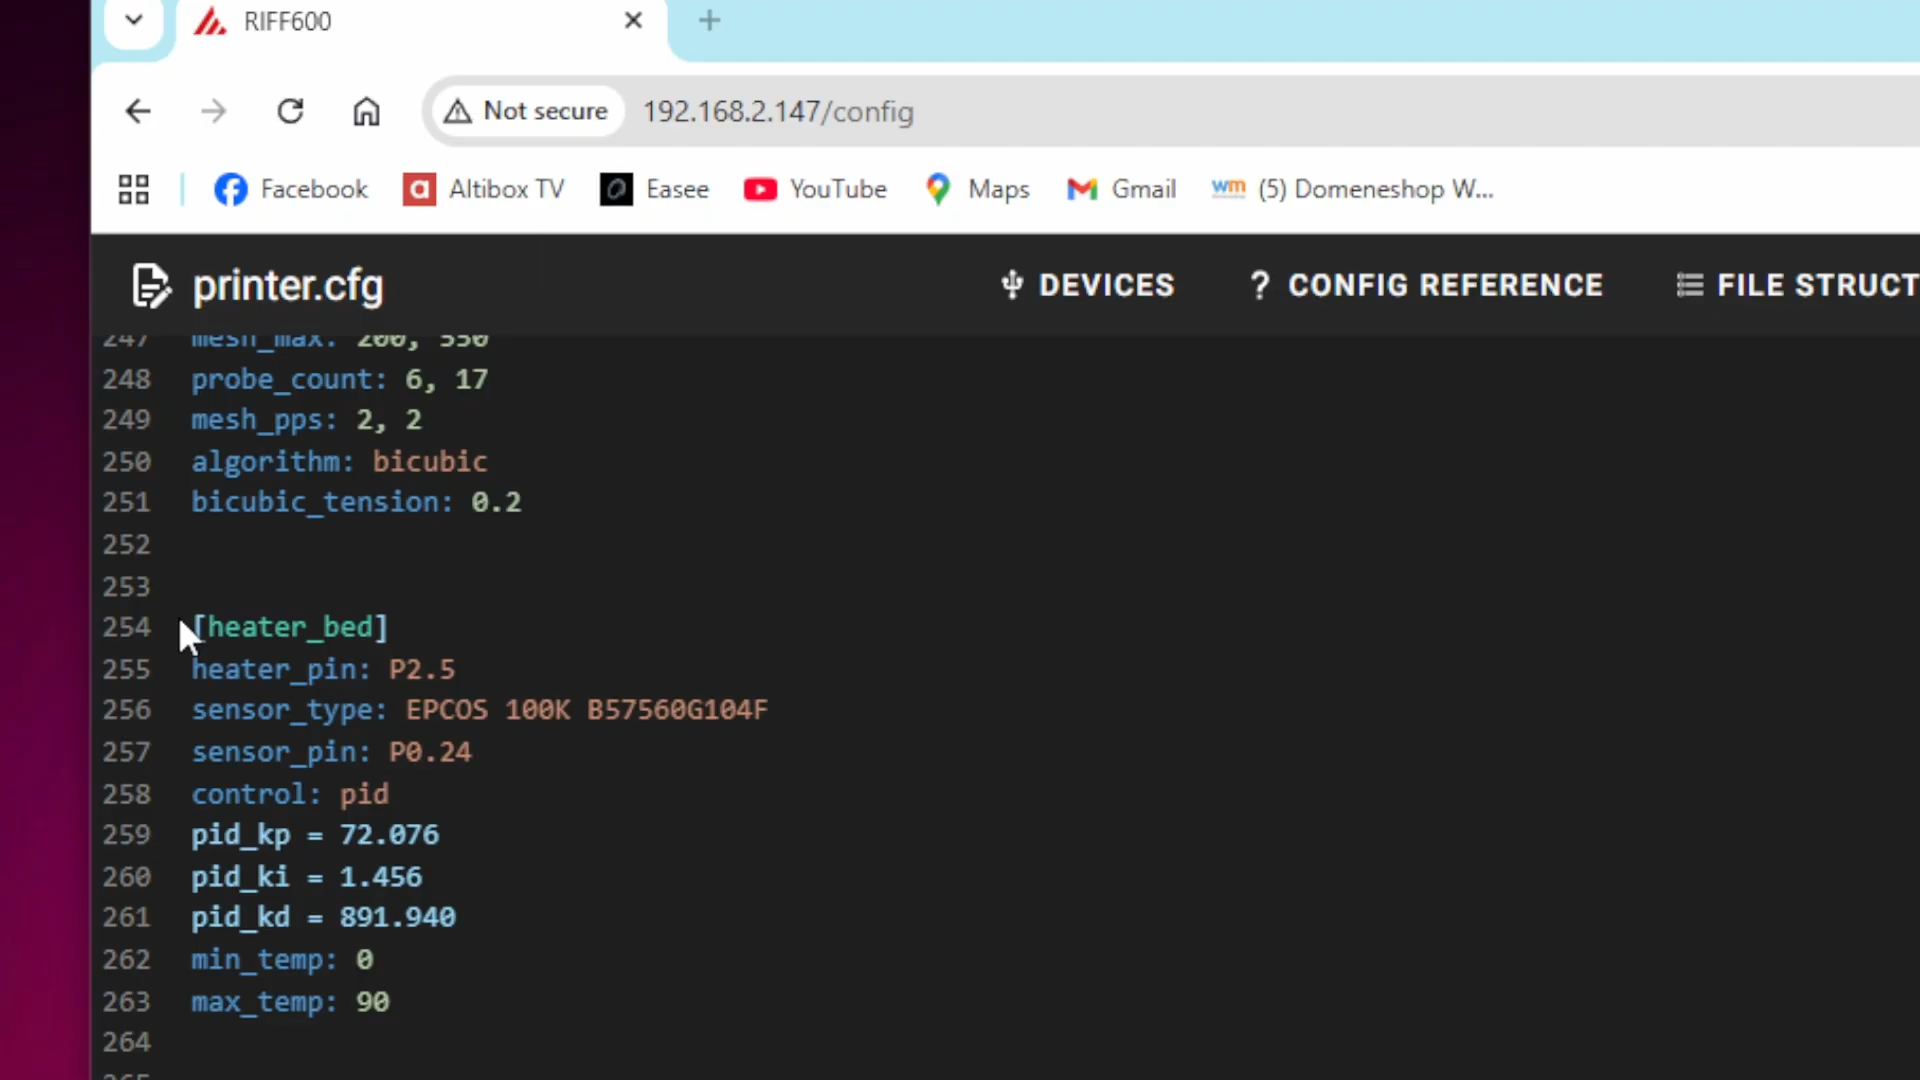 RIFF600
Not secure 192.168.2.147/config
Facebook Altibox TV Easee YouTube Maps Gmail (5) Domeneshop W...
printer.cfg DEVICES ? CONFIG REFERENCE FILE STRUCT
247 mesh_max: 200, 550
248 probe_count: 6, 17
249 mesh_pps: 2, 2
250 algorithm: bicubic
251 bicubic_tension: 0.2
252
253
254 [heater_bed]
255 heater_pin: P2.5
256 sensor_type: EPCOS 100K B57560G104F
257 sensor_pin: P0.24
258 control: pid
259 pid_kp = 72.076
260 pid_ki = 1.456
261 pid_kd = 891.940
262 min_temp: 0
263 max_temp: 90
264